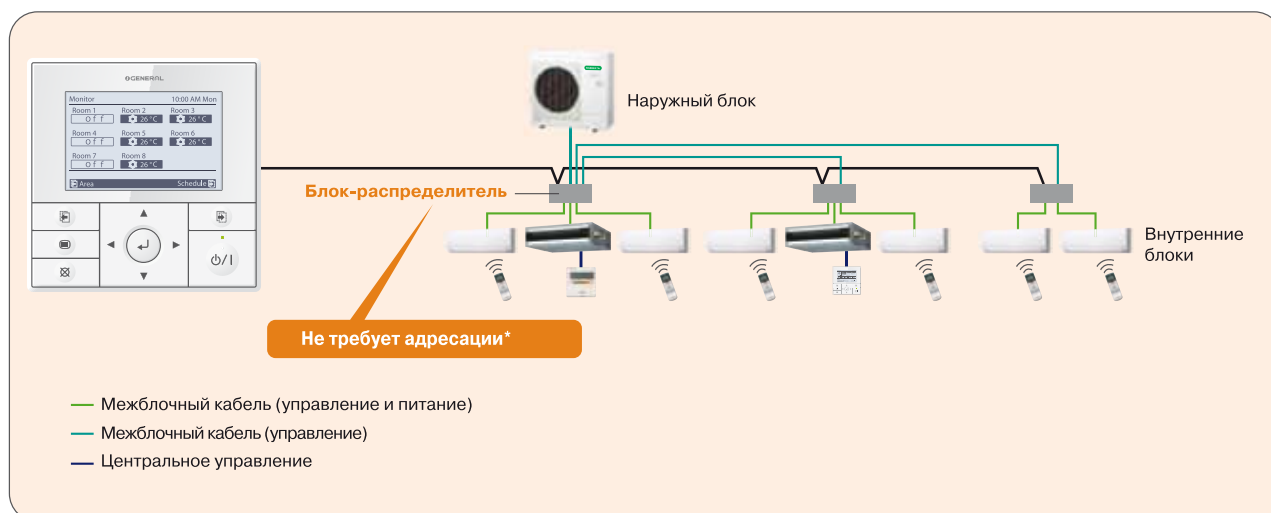 GENERAL
Monitor 10:00 AM Mon
Room 1 Room 2 Room 3
Off 26°C 26°C
Room 4 Room 5 Room 6
Off 26°C 26°C
Room 7 Room 8
Off 26°C
Area Schedule
Наружный блок
Блок-распределитель
Внутренние
блоки
Не требует адресации*
Межблочный кабель (управление и питание)
Межблочный кабель (управление)
Центральное управление